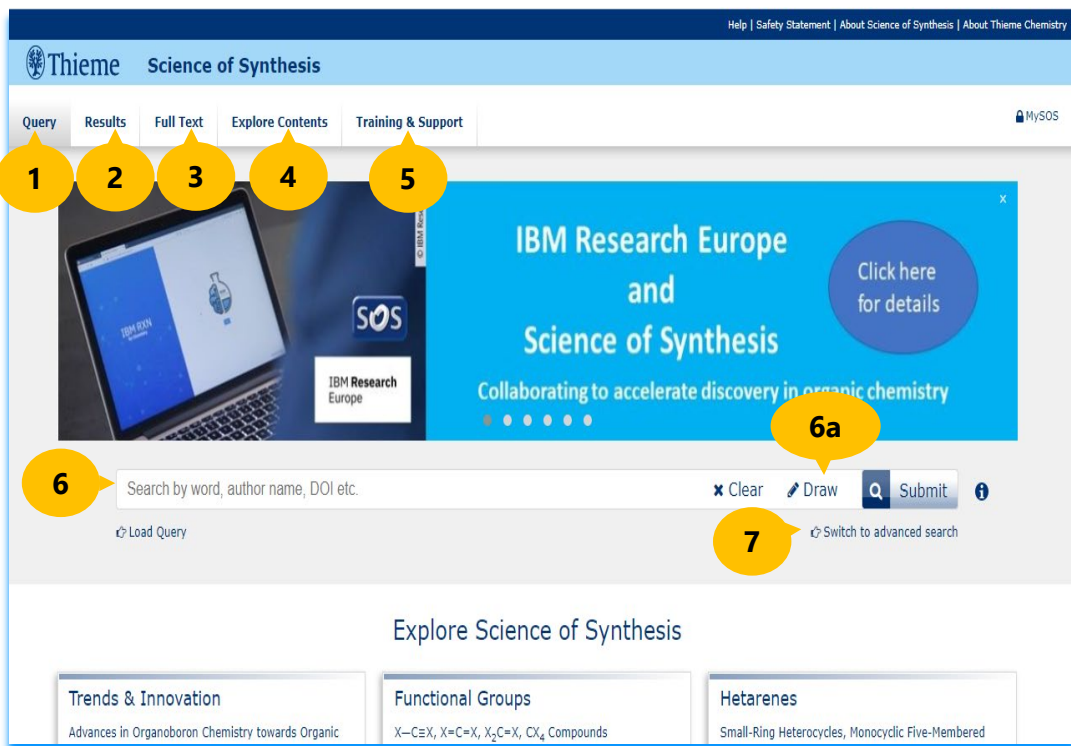 Help | Safety Statement | About Science of Synthesis | About Thieme Chemistry
Thieme Science of Synthesis
Query Results Full Text Explore Contents Training & Support MySOS
1 2 3 4 5
x
© IBM
IBM RXN
SOS
IBM Research
Europe
IBM Research Europe
and
Science of Synthesis
Collaborating to accelerate discovery in organic chemistry
Click here
for details
6a
6 Search by word, author name, DOI etc. Clear Draw Submit
Load Query 7 Switch to advanced search
Explore Science of Synthesis
Trends & Innovation
Advances in Organoboron Chemistry towards Organic
Functional Groups
X—C≡X, X=C=X, X₂C=X, CX₄ Compounds
Hetarenes
Small-Ring Heterocycles, Monocyclic Five-Membered